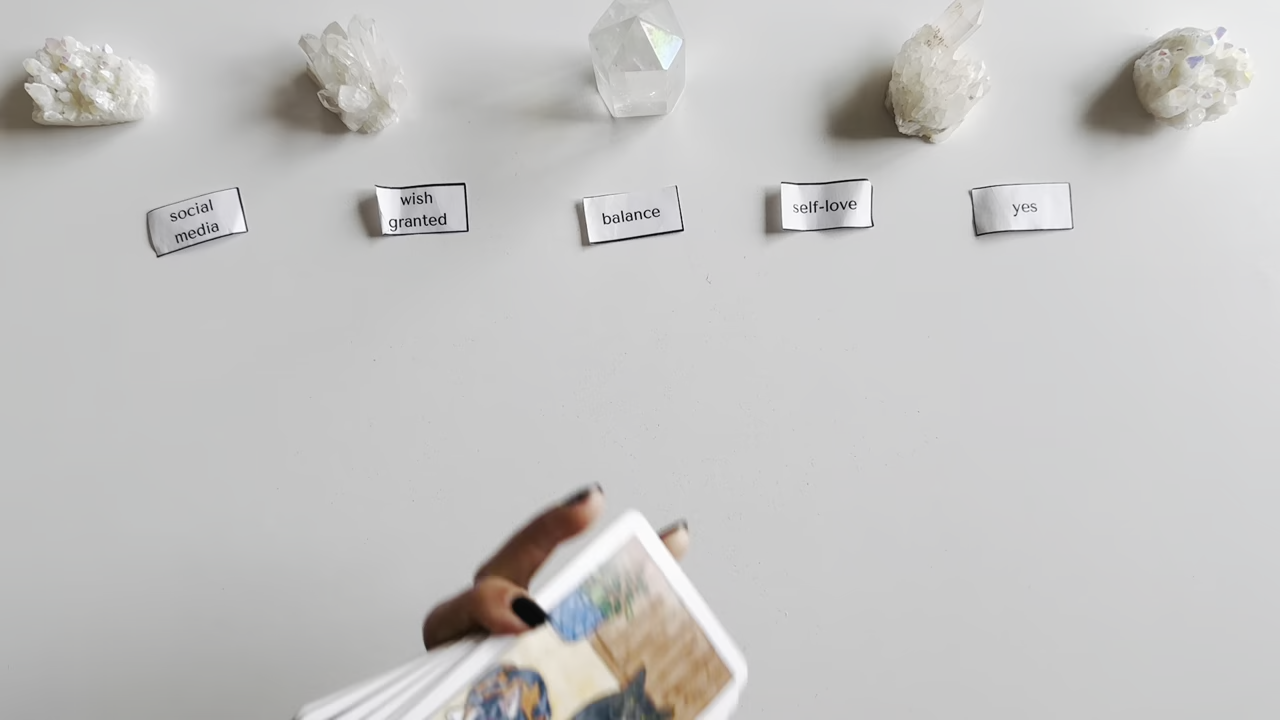 social
media
wish
granted
balance
self-love
yes